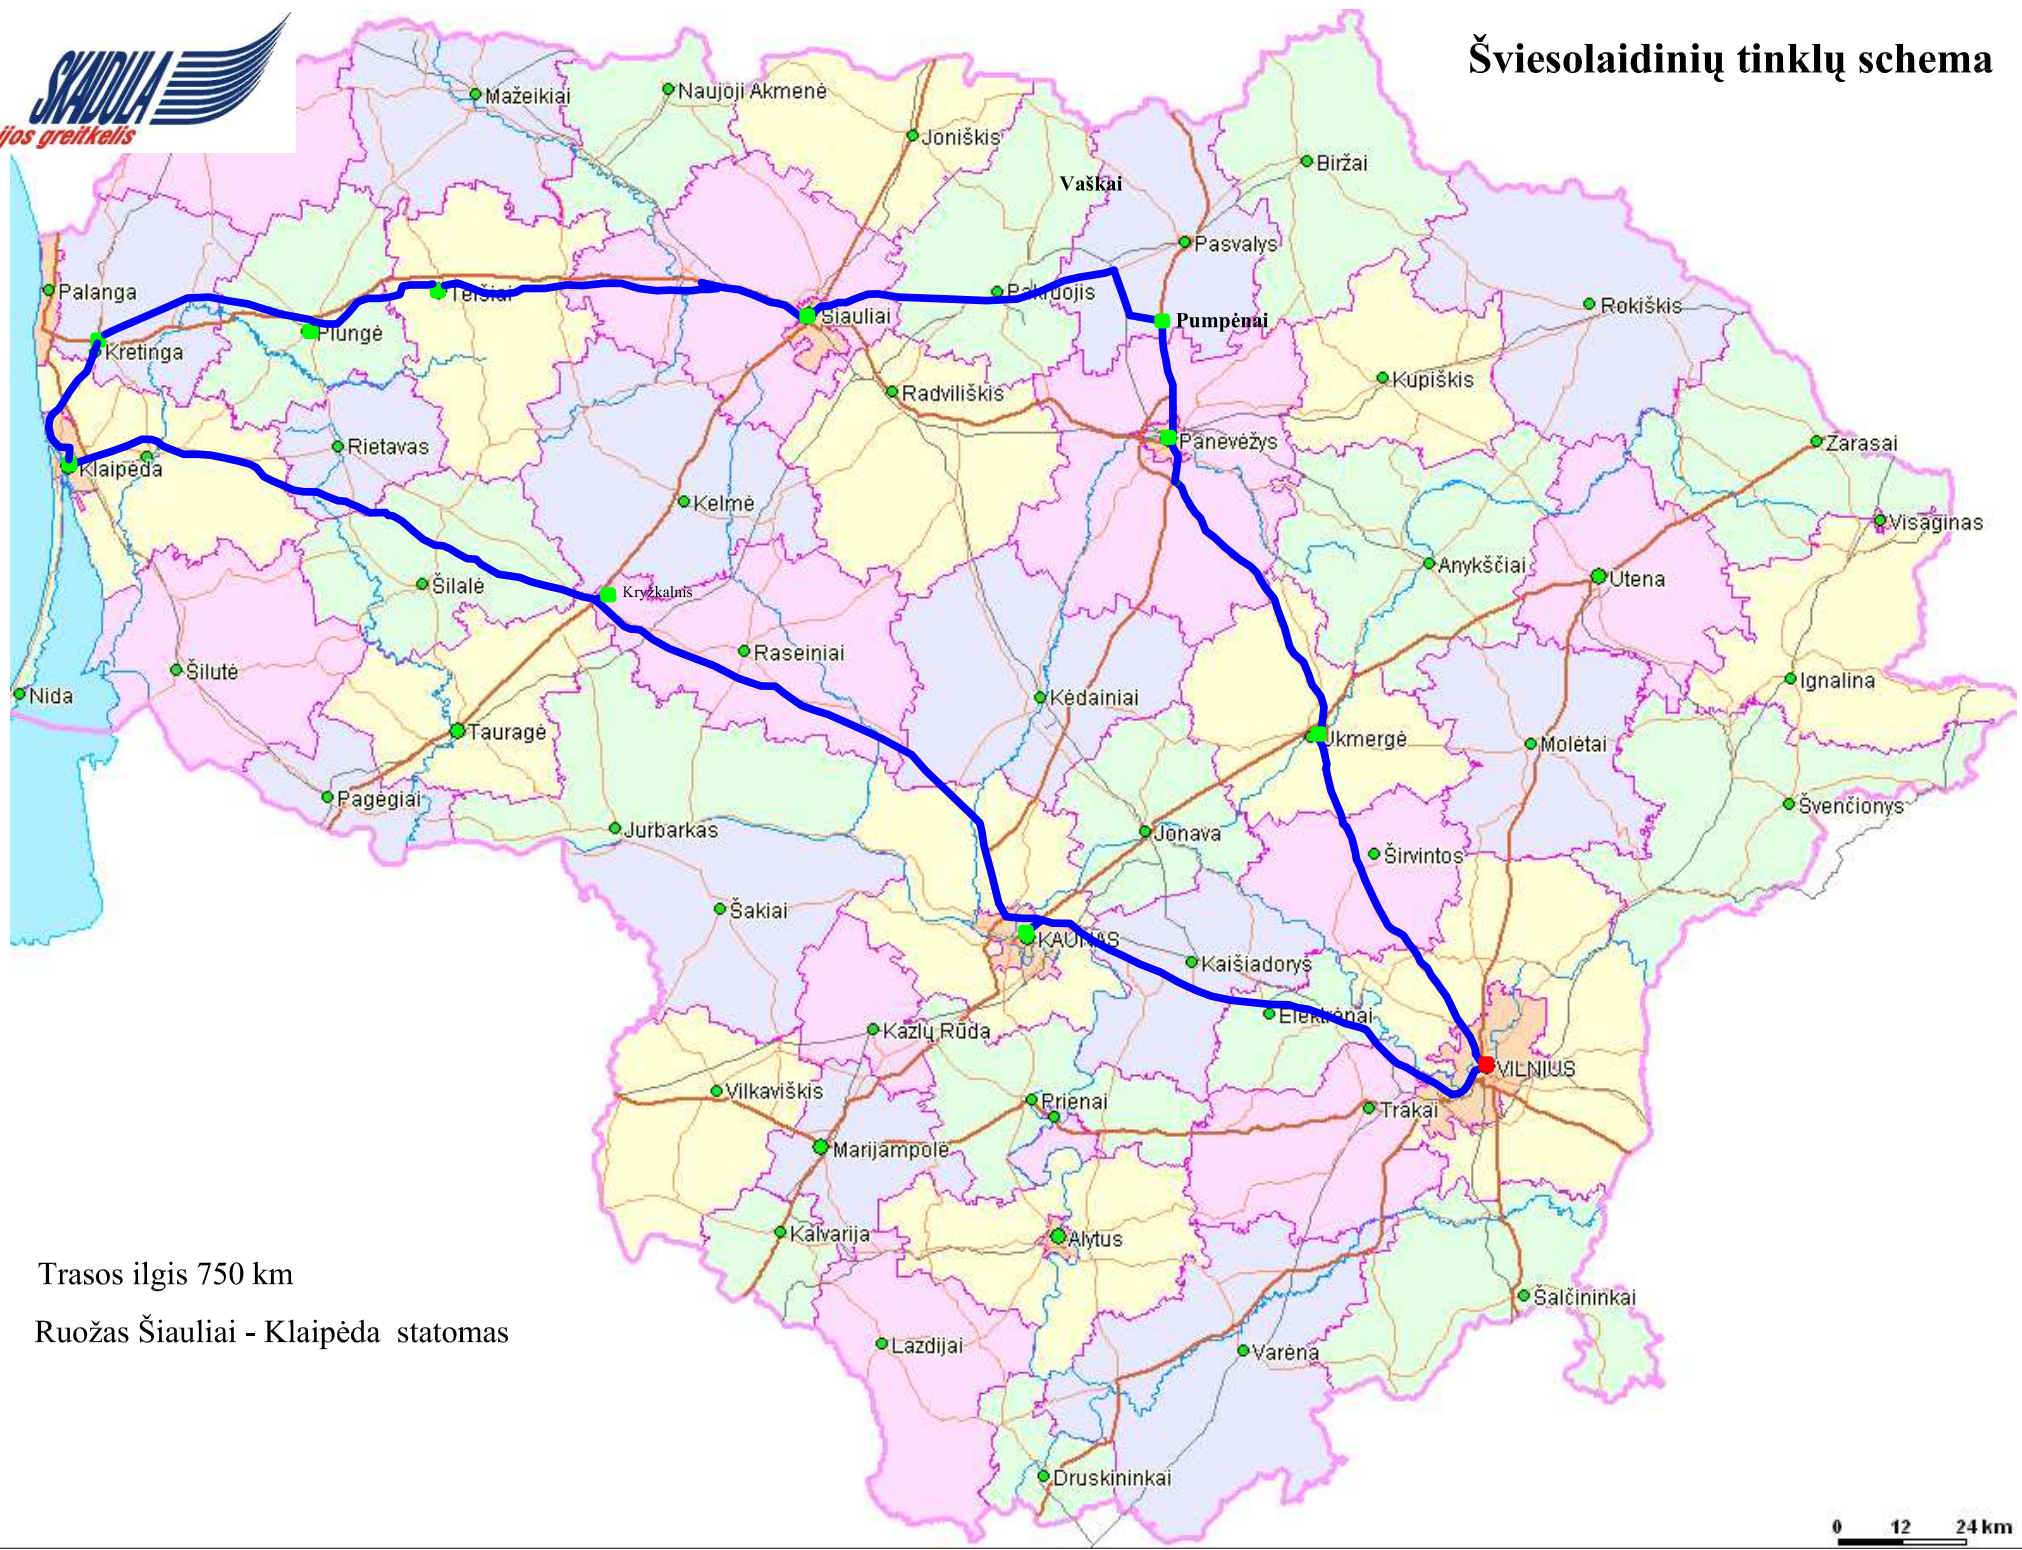 SKAIDULA
ijos greitkelis
Šviesolaidinių tinklų schema
Mažeikiai
Naujoji Akmenė
Joniškis
Biržai
Vaškai
Pasvalys
Palanga
Telšiai
Pakruojis
Rokiškis
Šiauliai
Pumpėnai
Plungė
Kretinga
Kupiškis
Radviliškis
Panevėžys
Zarasai
Rietavas
Klaipėda
Kelmė
Visaginas
Anykščiai
Utena
Šilalė
Kryžkalnis
Raseiniai
Šilutė
Ignalina
Nida
Kėdainiai
Tauragė
Ukmergė
Molėtai
Pagėgiai
Švenčionys
Jurbarkas
Jonava
Širvintos
Šakiai
KAUNAS
Kaišiadorys
Elektrėnai
Kazlų Rūda
VILNIUS
Vilkaviškis
Prienai
Trakai
Marijampolė
Kalvarija
Alytus
Trasos ilgis 750 km
Šalčininkai
Ruožas Šiauliai - Klaipėda statomas
Lazdijai
Varėna
Druskininkai
0 12 24 km